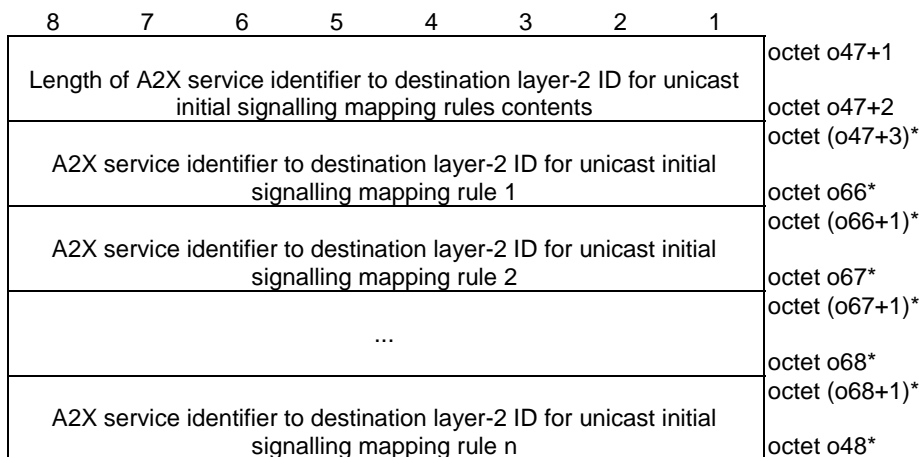 8 7 6 5 4 3 2 1
octet o47+1
Length of A2X service identifier to destination layer-2 ID for unicast
initial signalling mapping rules contents
octet o47+2
octet (o47+3)*
A2X service identifier to destination layer-2 ID for unicast initial
signalling mapping rule 1
octet o66*
octet (o66+1)*
A2X service identifier to destination layer-2 ID for unicast initial
signalling mapping rule 2
octet o67*
octet (o67+1)*
...
octet o68*
octet (o68+1)*
A2X service identifier to destination layer-2 ID for unicast initial
signalling mapping rule n
octet o48*